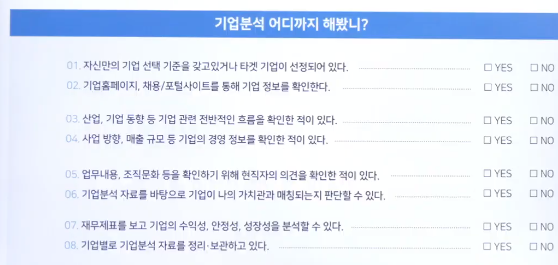 기업분석 어디까지 해봤니?
01. 자신만의 기업 선택 기준을 갖고있거나 타겟 기업이 선정되어 있다. ☐ YES ☐ NO
02. 기업홈페이지, 채용/포털사이트를 통해 기업 정보를 확인한다. ☐ YES ☐ NO
03. 산업, 기업 동향 등 기업 관련 전반적인 흐름을 확인한 적이 있다. ☐ YES ☐ NO
04. 사업 방향, 매출 규모 등 기업의 경영 정보를 확인한 적이 있다. ☐ YES ☐ NO
05. 업무내용, 조직문화 등을 확인하기 위해 현직자의 의견을 확인한 적이 있다. ☐ YES ☐ NO
06. 기업분석 자료를 바탕으로 기업이 나의 가치관과 매칭되는지 판단할 수 있다. ☐ YES ☐ NO
07. 재무제표를 보고 기업의 수익성, 안정성, 성장성을 분석할 수 있다. ☐ YES ☐ NO
08. 기업별로 기업분석 자료를 정리·보관하고 있다. ☐ YES ☐ NO